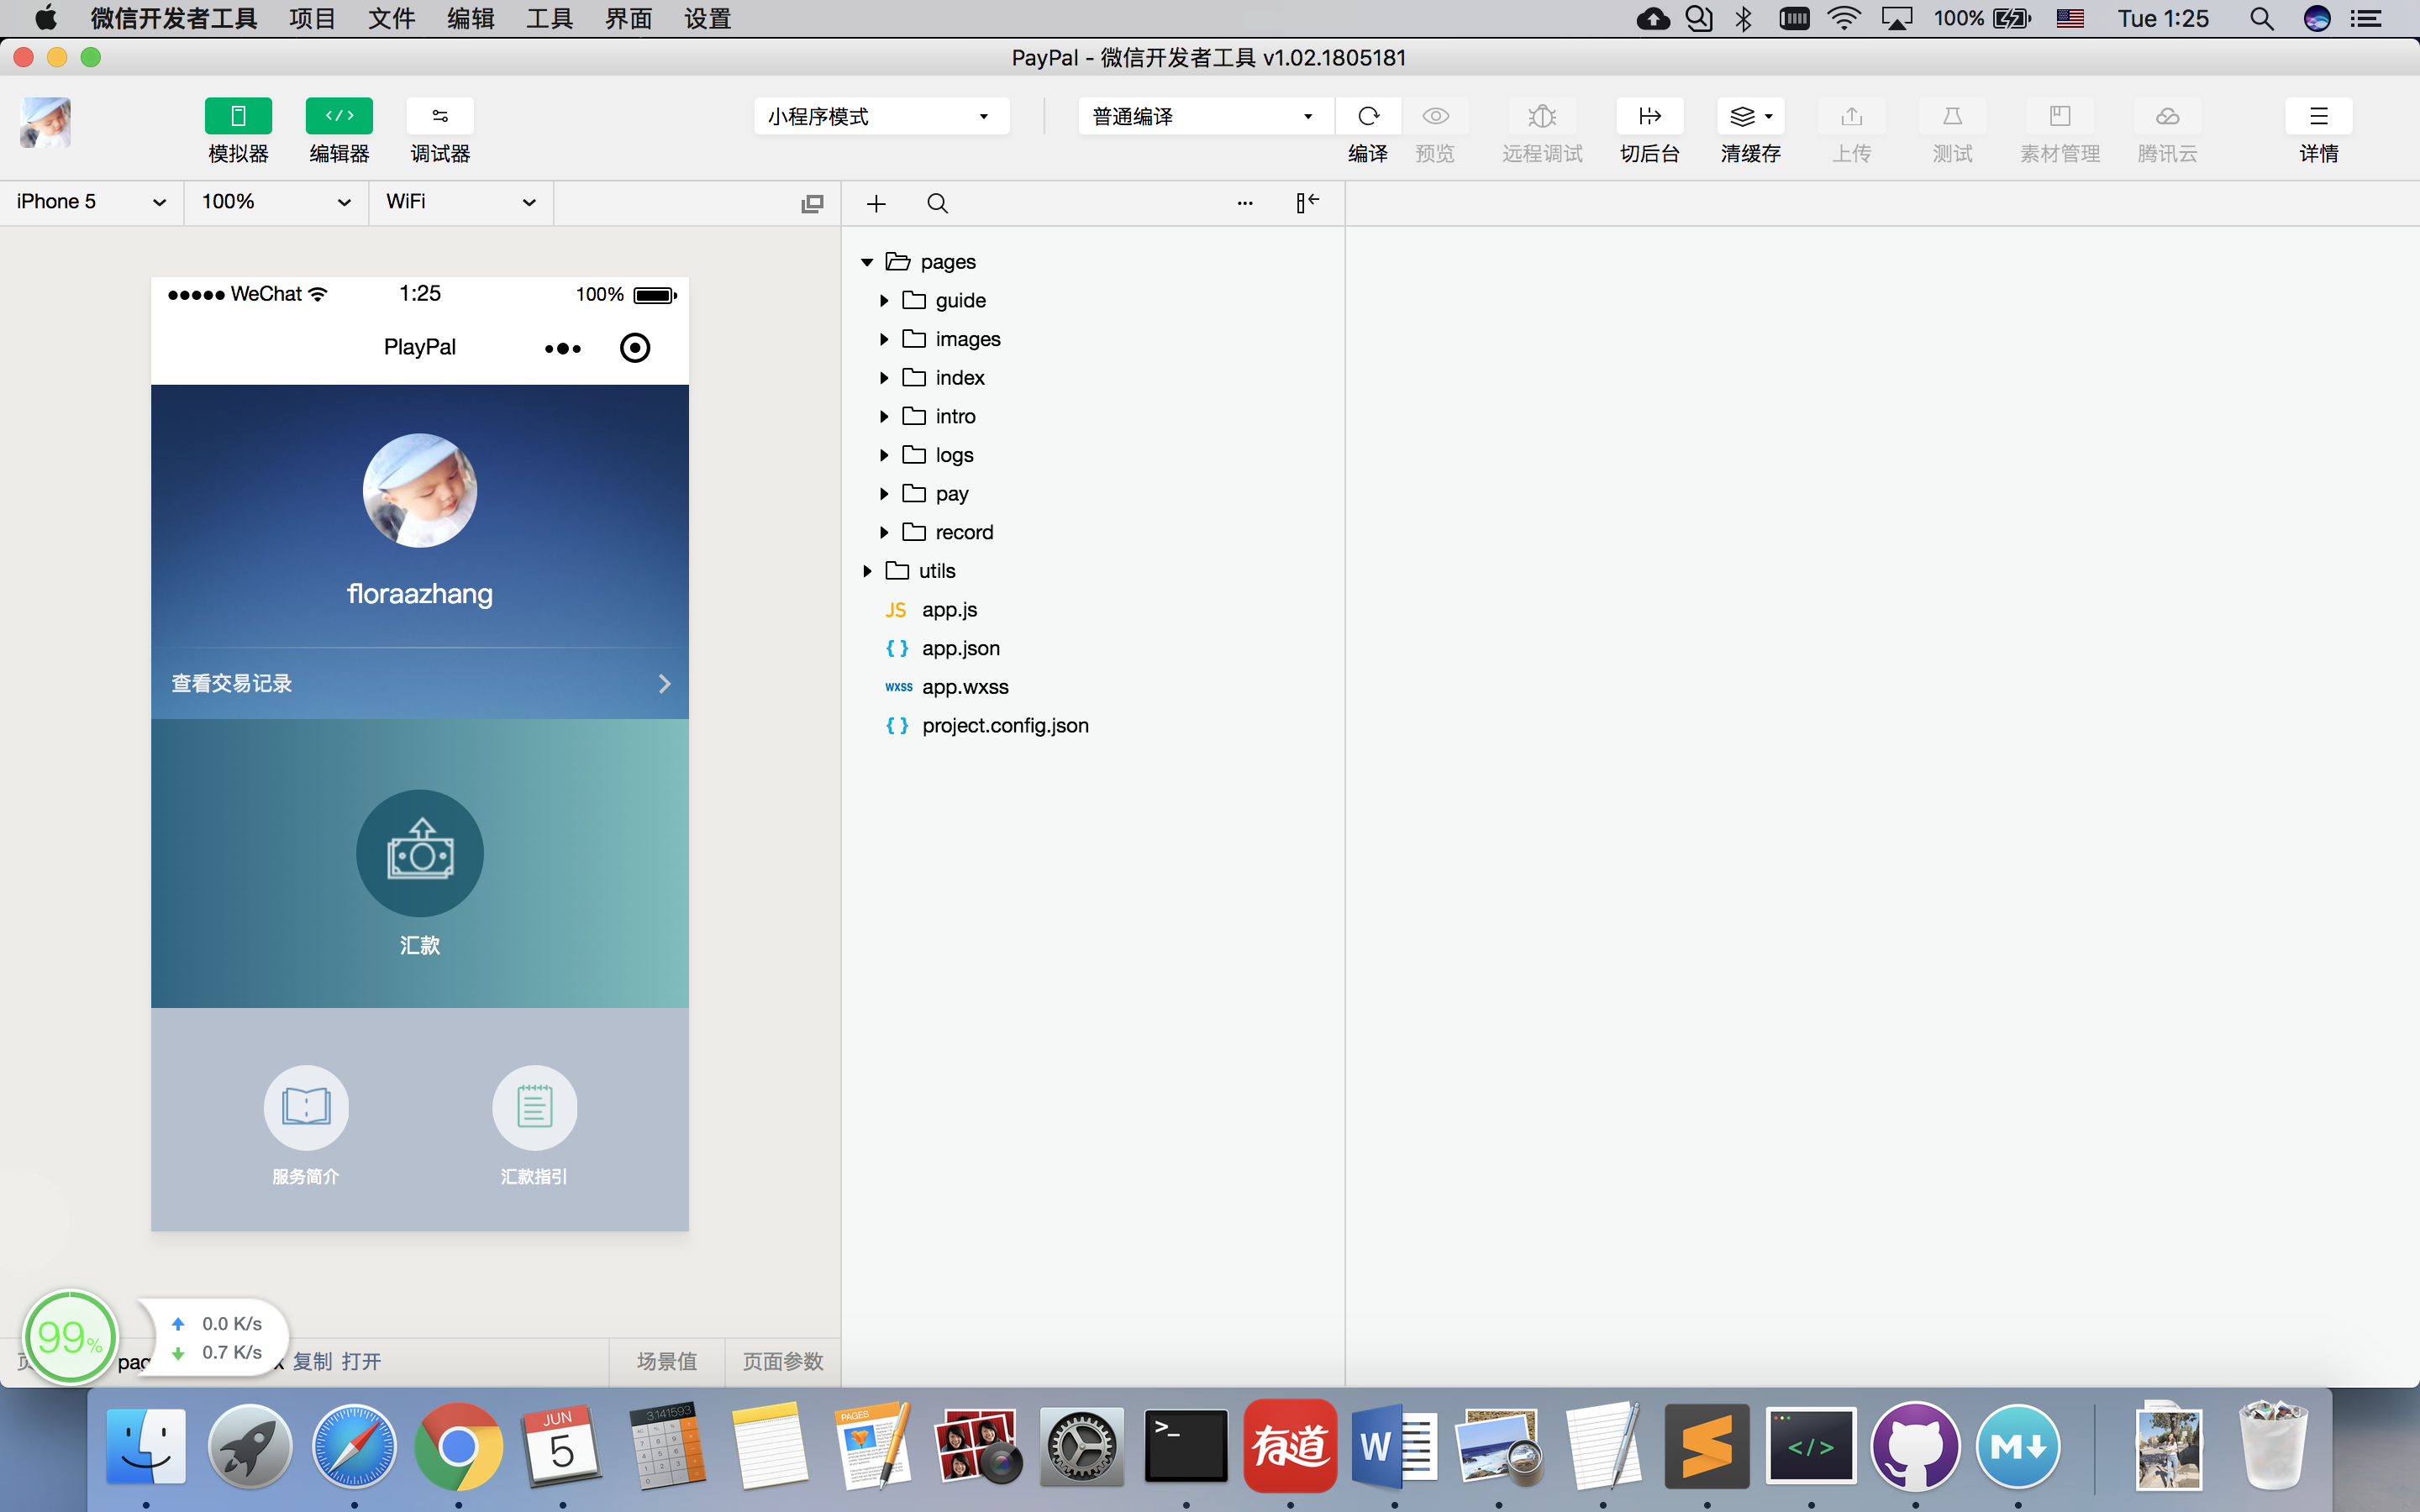 微信开发者工具 项目 文件 编辑 工具 界面 设置 100% Tue 1:25
PayPal - 微信开发者工具 v1.02.1805181
小程序模式 普通编译
模拟器 编辑器 调试器 编译 预览 远程调试 切后台 清缓存 上传 测试 素材管理 腾讯云 详情
iPhone 5 100% WiFi
WeChat 1:25 100%
PlayPal
floraazhang
查看交易记录
汇款
服务简介 汇款指引
pages
guide
images
index
intro
logs
pay
record
utils
JS app.js
{ } app.json
wxss app.wxss
{ } project.config.json
99%
0.0 K/s
0.7 K/s
复制 打开 场景值 页面参数
JUN
5
3.141593
PAGES
>_
有道
W
</>
M